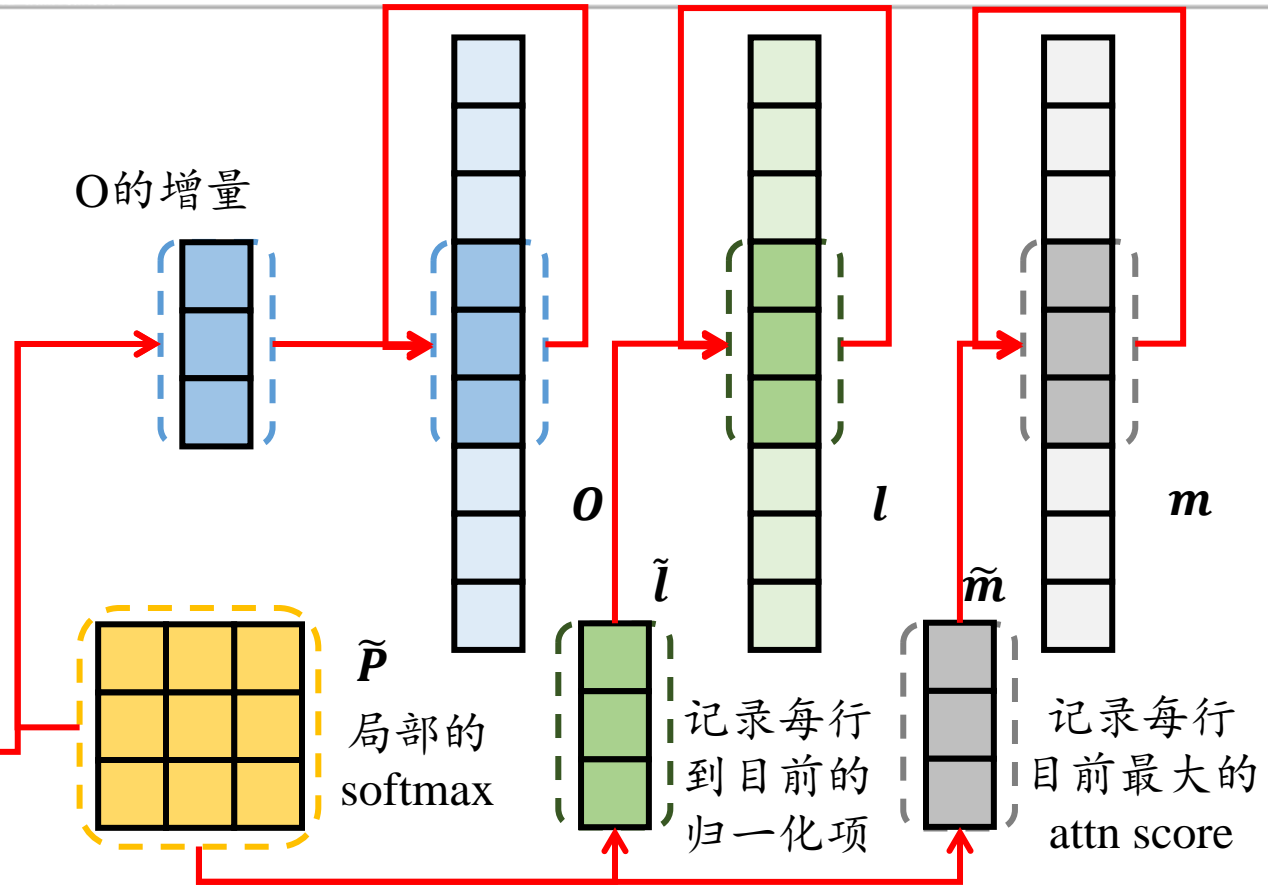 O的增量
O
l
m
l̃
m̃
P̃
局部的
softmax
记录每行
到目前的
归一化项
记录每行
目前最大的
attn score